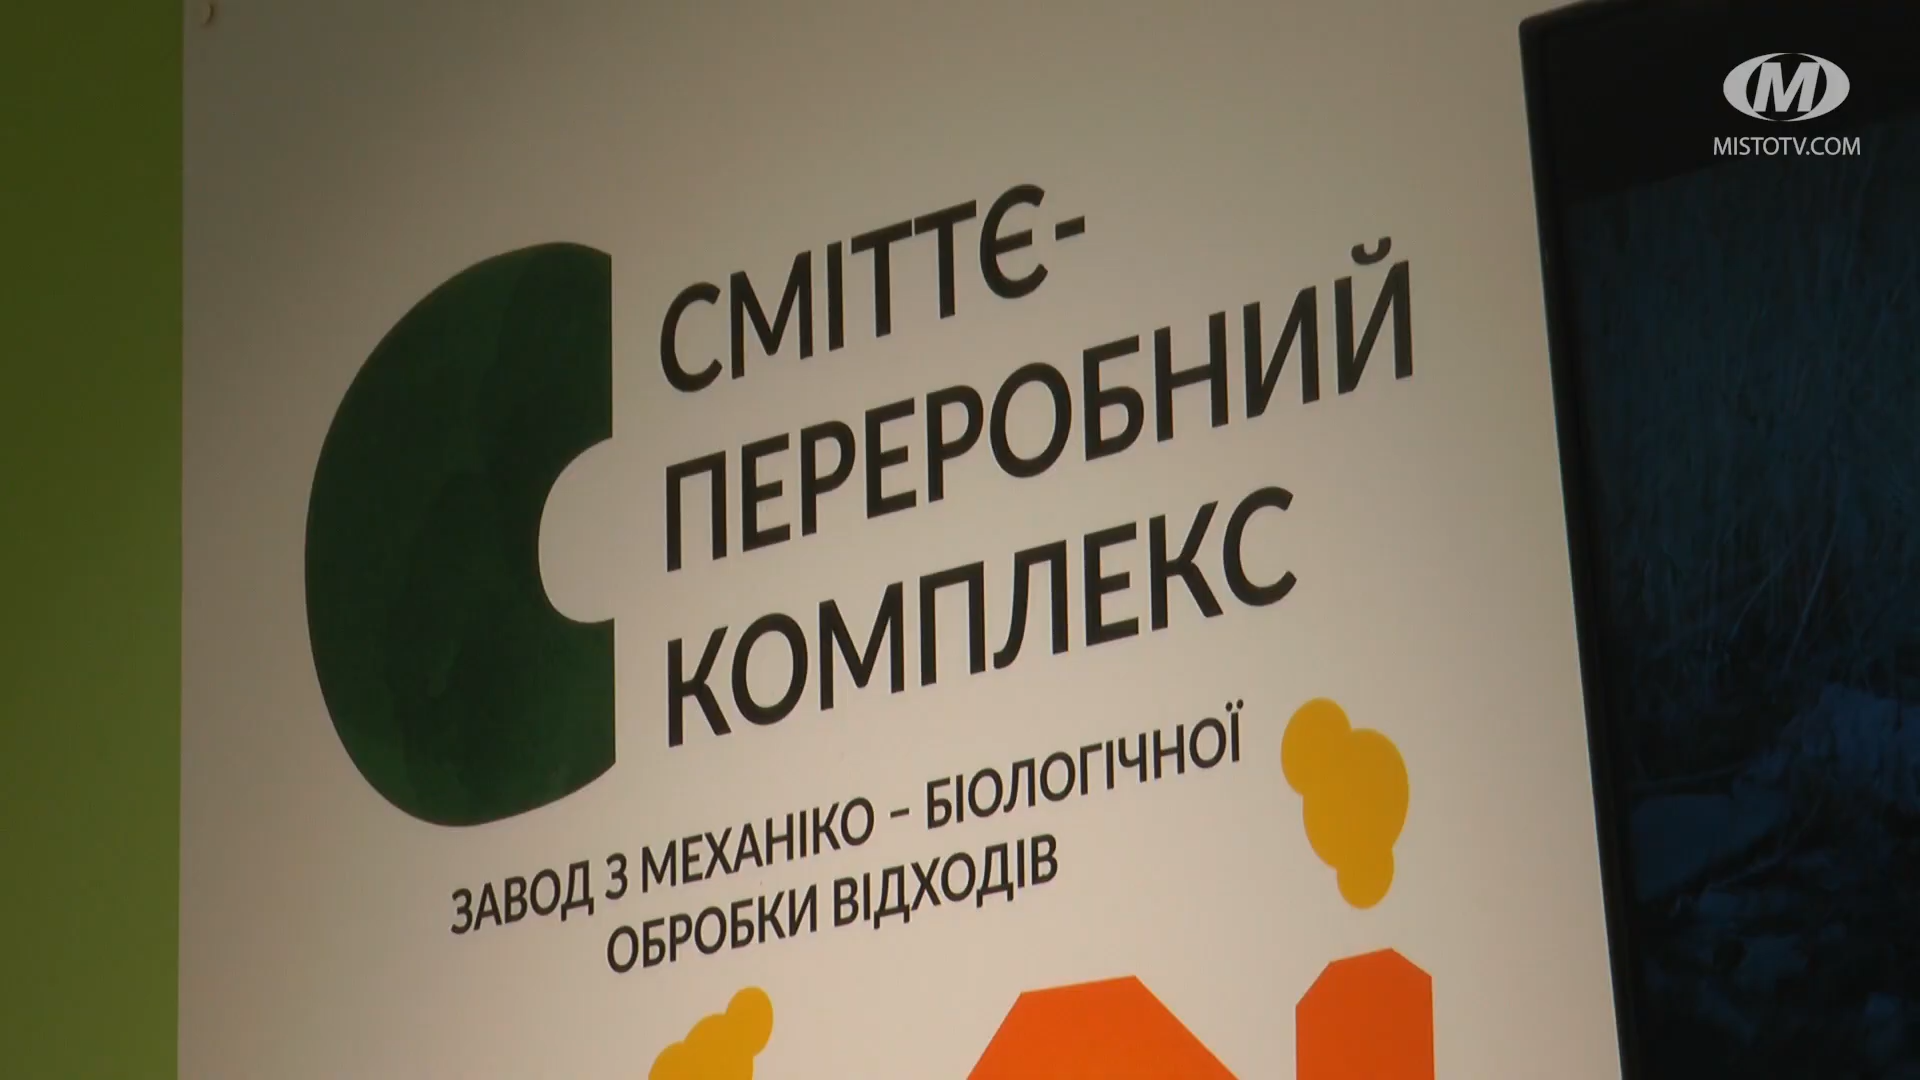 M
MISTOTV.COM
СМІТТЄ-
ПЕРЕРОБНИЙ
КОМПЛЕКС
ЗАВОД З МЕХАНІКО – БІОЛОГІЧНОЇ
ОБРОБКИ ВІДХОДІВ